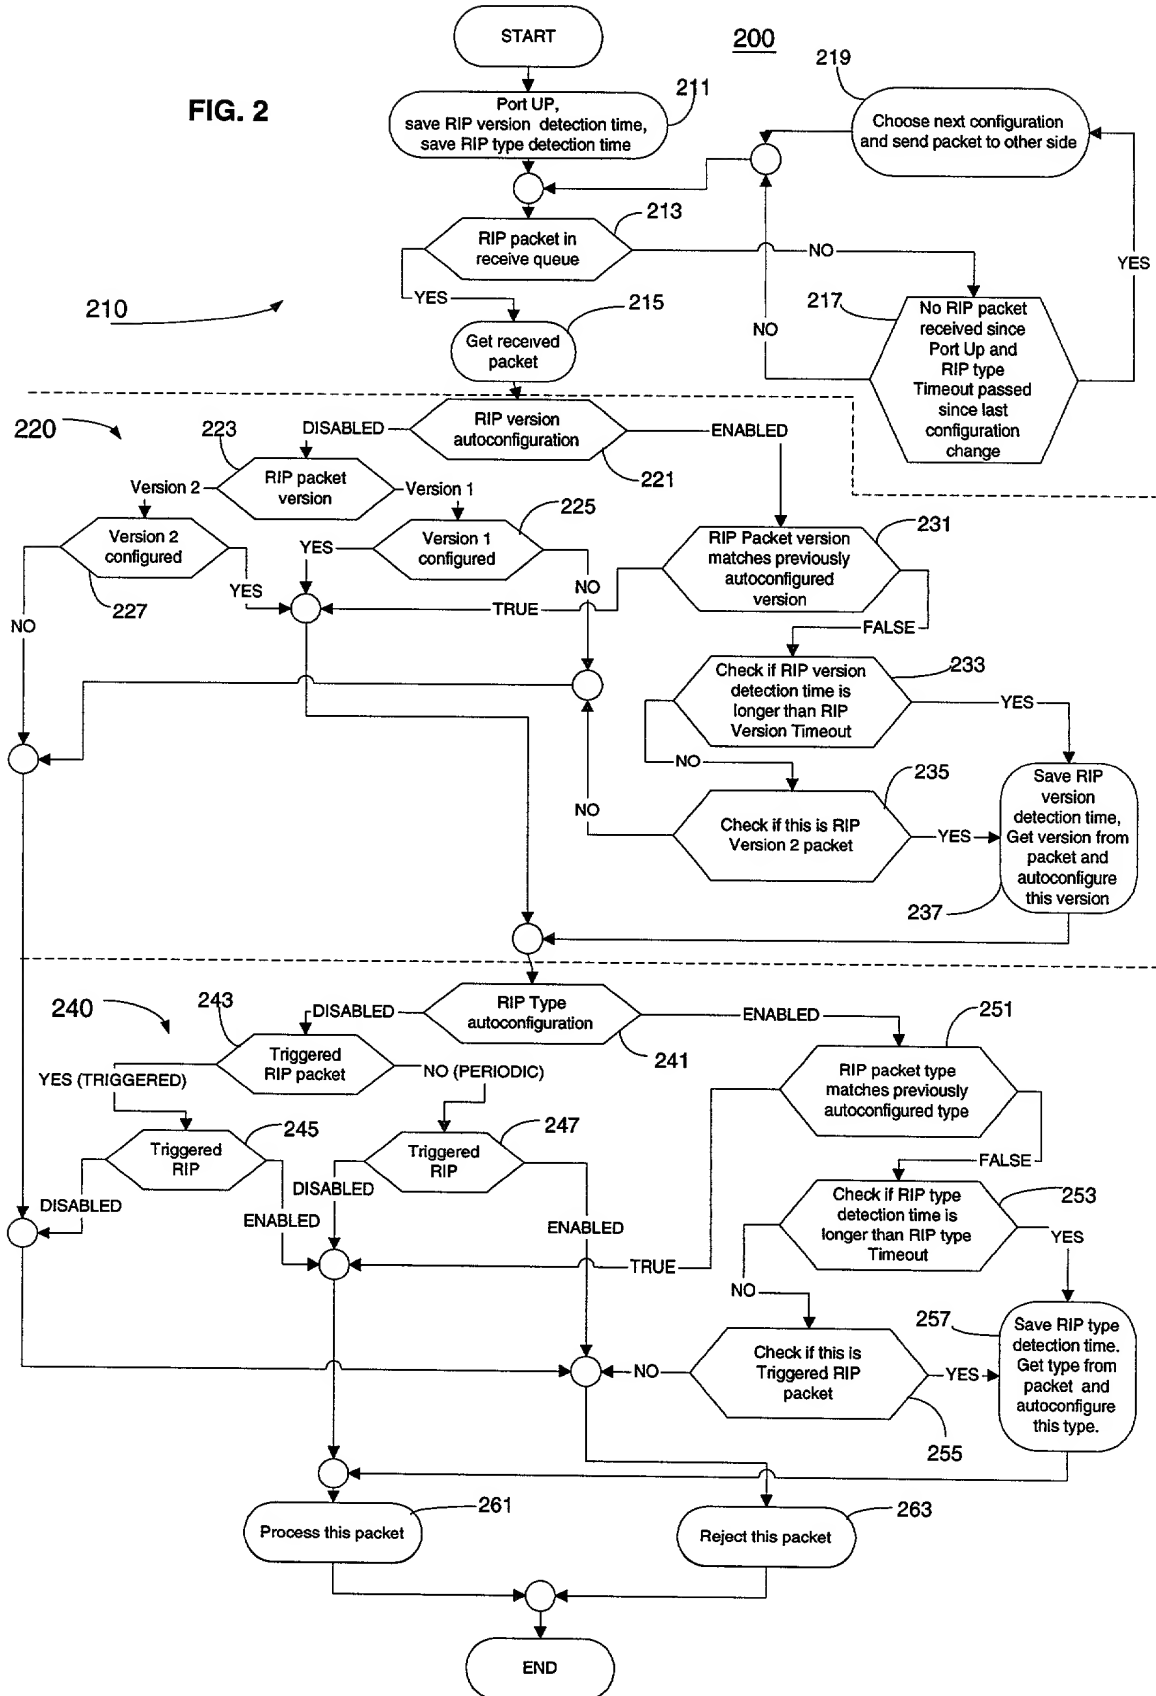 START
200
219
FIG. 2
211
Port UP,
save RIP version detection time,
save RIP type detection time
Choose next configuration
and send packet to other side
213
RIP packet in
receive queue
NO
YES
YES
210
215
217
No RIP packet
received since
Port Up and
RIP type
Timeout passed
since last
configuration
change
NO
Get received
packet
220
223
DISABLED
RIP version
autoconfiguration
ENABLED
221
RIP packet
version
Version 2
Version 1
225
Version 2
configured
YES
Version 1
configured
231
RIP Packet version
matches previously
autoconfigured
version
YES
NO
227
TRUE
NO
FALSE
Check if RIP version
detection time is
longer than RIP
Version Timeout
233
YES
NO
235
Save RIP
version
detection time,
Get version from
packet and
autoconfigure
this version
NO
Check if this is RIP
Version 2 packet
YES
237
240
243
DISABLED
RIP Type
autoconfiguration
ENABLED
251
241
Triggered
RIP packet
YES (TRIGGERED)
NO (PERIODIC)
RIP packet type
matches previously
autoconfigured type
245
247
Triggered
RIP
Triggered
RIP
FALSE
DISABLED
DISABLED
Check if RIP type
detection time is
longer than RIP type
Timeout
253
ENABLED
ENABLED
YES
TRUE
NO
257
Save RIP type
detection time.
Get type from
packet and
autoconfigure
this type.
NO
Check if this is
Triggered RIP
packet
YES
255
261
263
Process this packet
Reject this packet
END